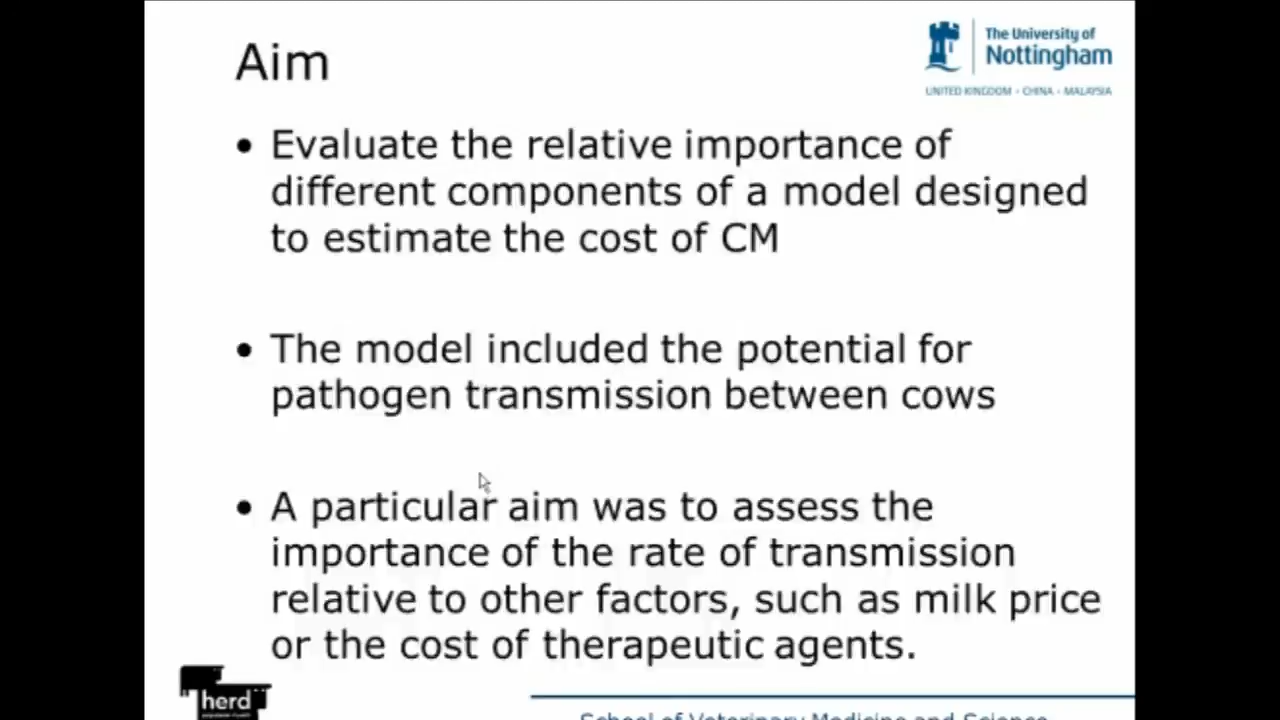 Aim
The University of
Nottingham
UNITED KINGDOM • CHINA • MALAYSIA
• Evaluate the relative importance of
different components of a model designed
to estimate the cost of CM
• The model included the potential for
pathogen transmission between cows
• A particular aim was to assess the
importance of the rate of transmission
relative to other factors, such as milk price
or the cost of therapeutic agents.
herd
School of Veterinary Medicine and Science